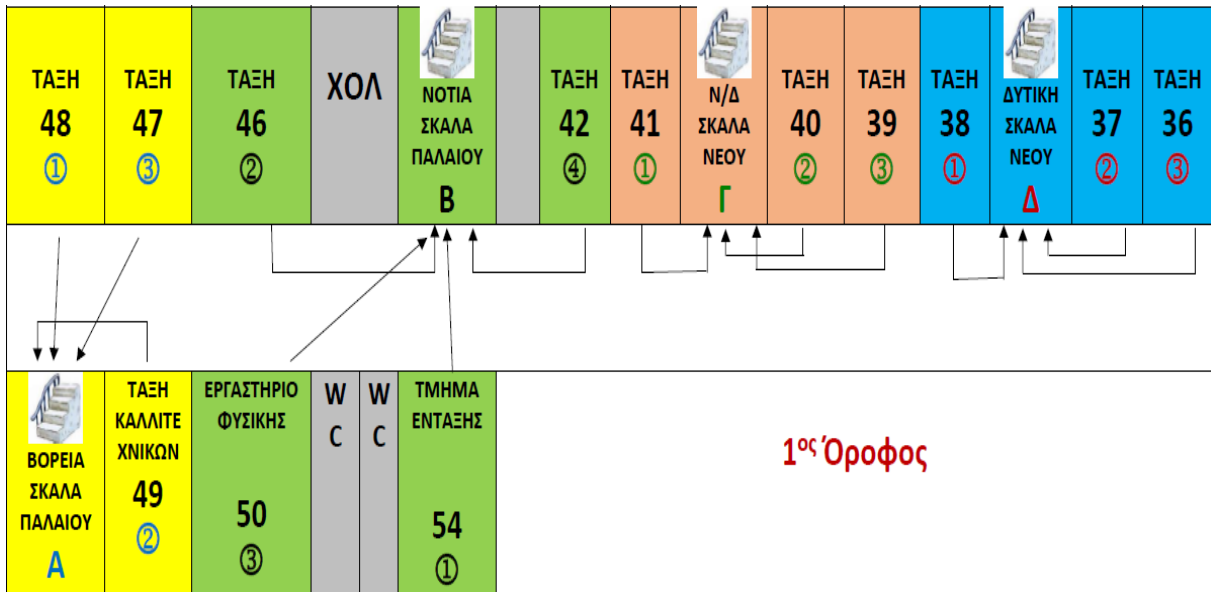 ΤΑΞΗ
48
①
ΤΑΞΗ
47
③
ΤΑΞΗ
46
②
ΧΟΛ
ΝΟΤΙΑ
ΣΚΑΛΑ
ΠΑΛΑΙΟΥ
Β
ΤΑΞΗ
42
④
ΤΑΞΗ
41
①
Ν/Δ
ΣΚΑΛΑ
ΝΕΟΥ
Γ
ΤΑΞΗ
40
②
ΤΑΞΗ
39
③
ΤΑΞΗ
38
①
ΔΥΤΙΚΗ
ΣΚΑΛΑ
ΝΕΟΥ
Δ
ΤΑΞΗ
37
②
ΤΑΞΗ
36
③
ΒΟΡΕΙΑ
ΣΚΑΛΑ
ΠΑΛΑΙΟΥ
Α
ΤΑΞΗ
ΚΑΛΛΙΤΕ
ΧΝΙΚΩΝ
49
②
ΕΡΓΑΣΤΗΡΙΟ
ΦΥΣΙΚΗΣ
50
③
W
C
W
C
ΤΜΗΜΑ
ΕΝΤΑΞΗΣ
54
①
1ος Όροφος